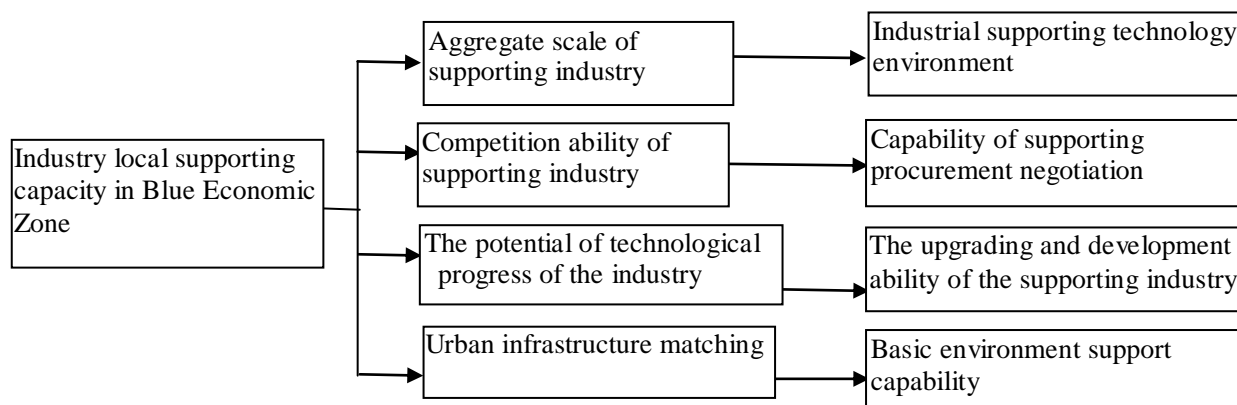 Industry local supporting
capacity in Blue Economic
Zone
Aggregate scale of
supporting industry
Industrial supporting technology
environment
Competition ability of
supporting industry
Capability of supporting
procurement negotiation
The potential of technological
progress of the industry
The upgrading and development
ability of the supporting industry
Urban infrastructure matching
Basic environment support
capability